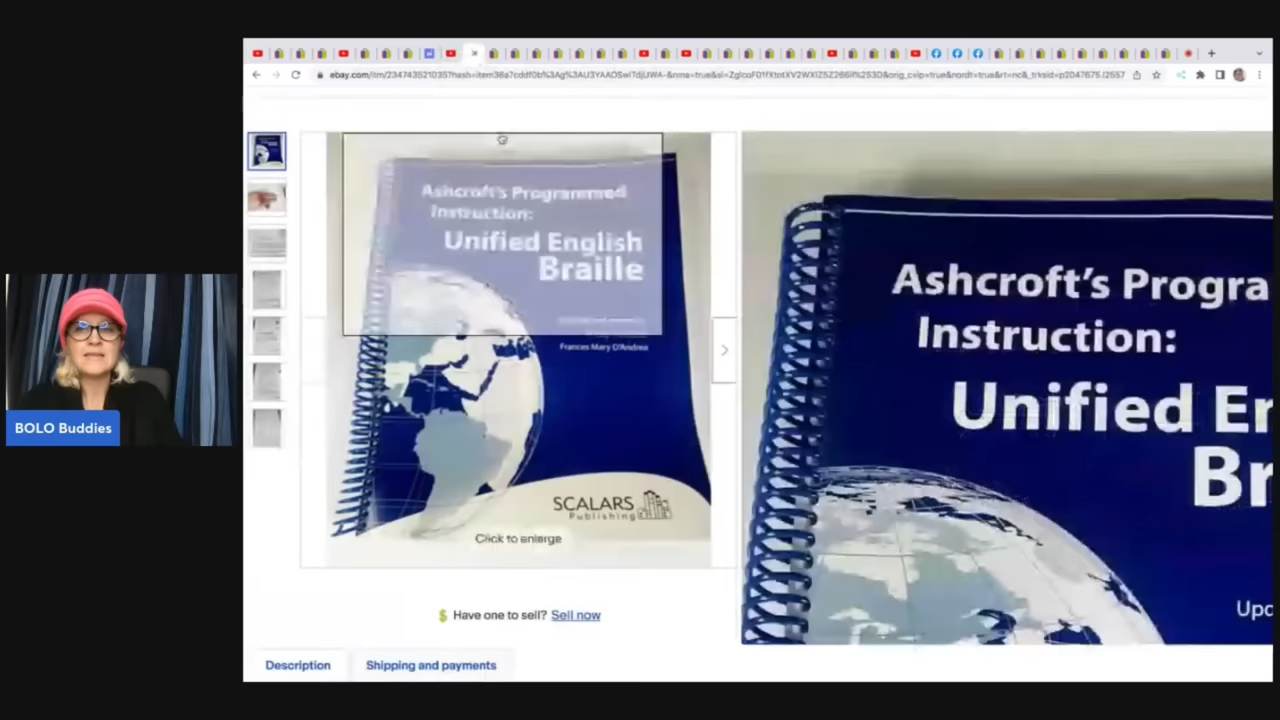 Ashcroft's Programmed
Instruction:
Unified English
Braille
Frances Mary D'Andrea
SCALARS
Publishing
Click to enlarge
Ashcroft's Progra
Instruction:
Unified Er
Br
Upd
BOLO Buddies
$ Have one to sell? Sell now
Description
Shipping and payments